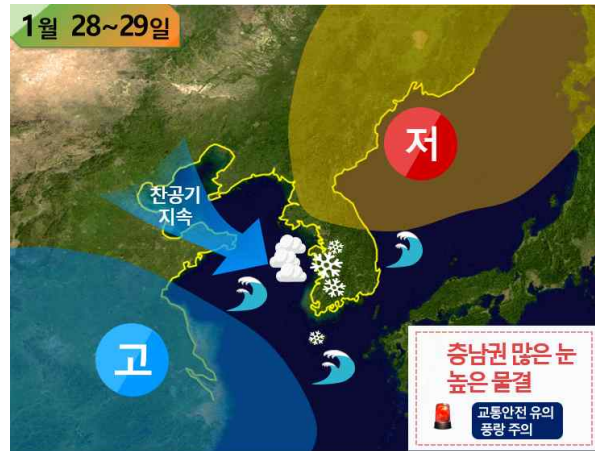 1월 28~29일
저
찬공기
지속
고
충남권 많은 눈
높은 물결
교통안전 유의
풍랑 주의